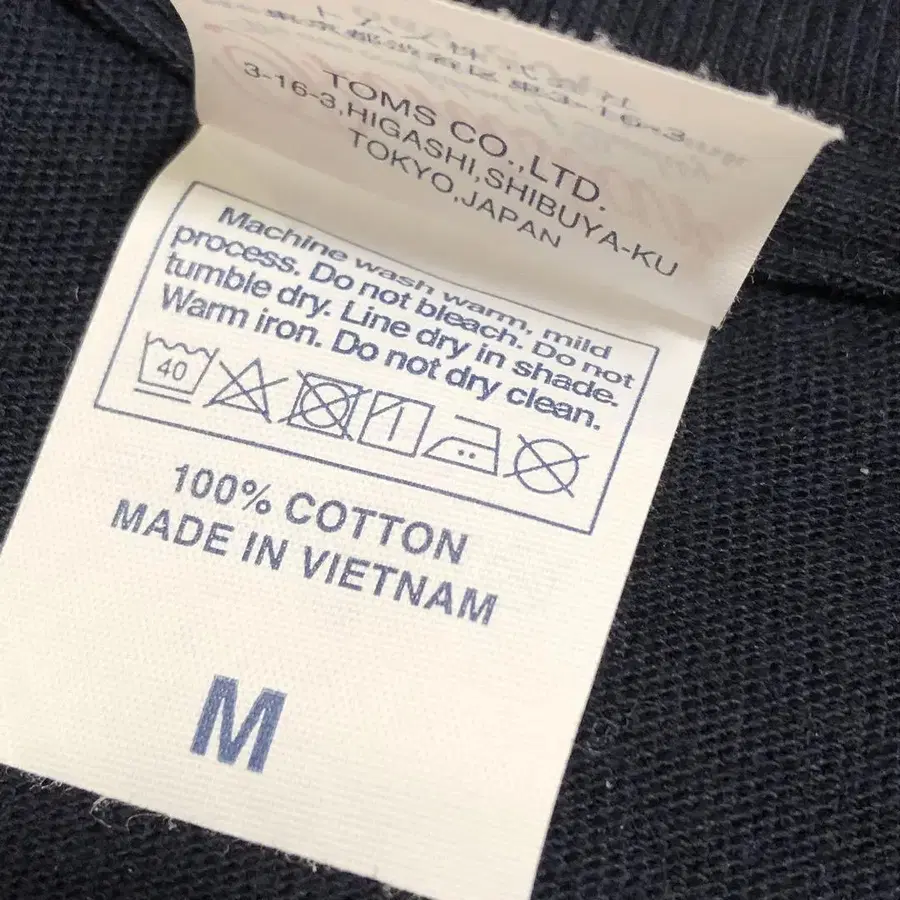 TOMS CO.,LTD.
3-16-3,HIGASHI,SHIBUYA-KU
TOKYO,JAPAN
Machine wash warm, mild
process. Do not bleach. Do not
tumble dry. Line dry in shade.
Warm iron. Do not dry clean.
40
100% COTTON
MADE IN VIETNAM
M